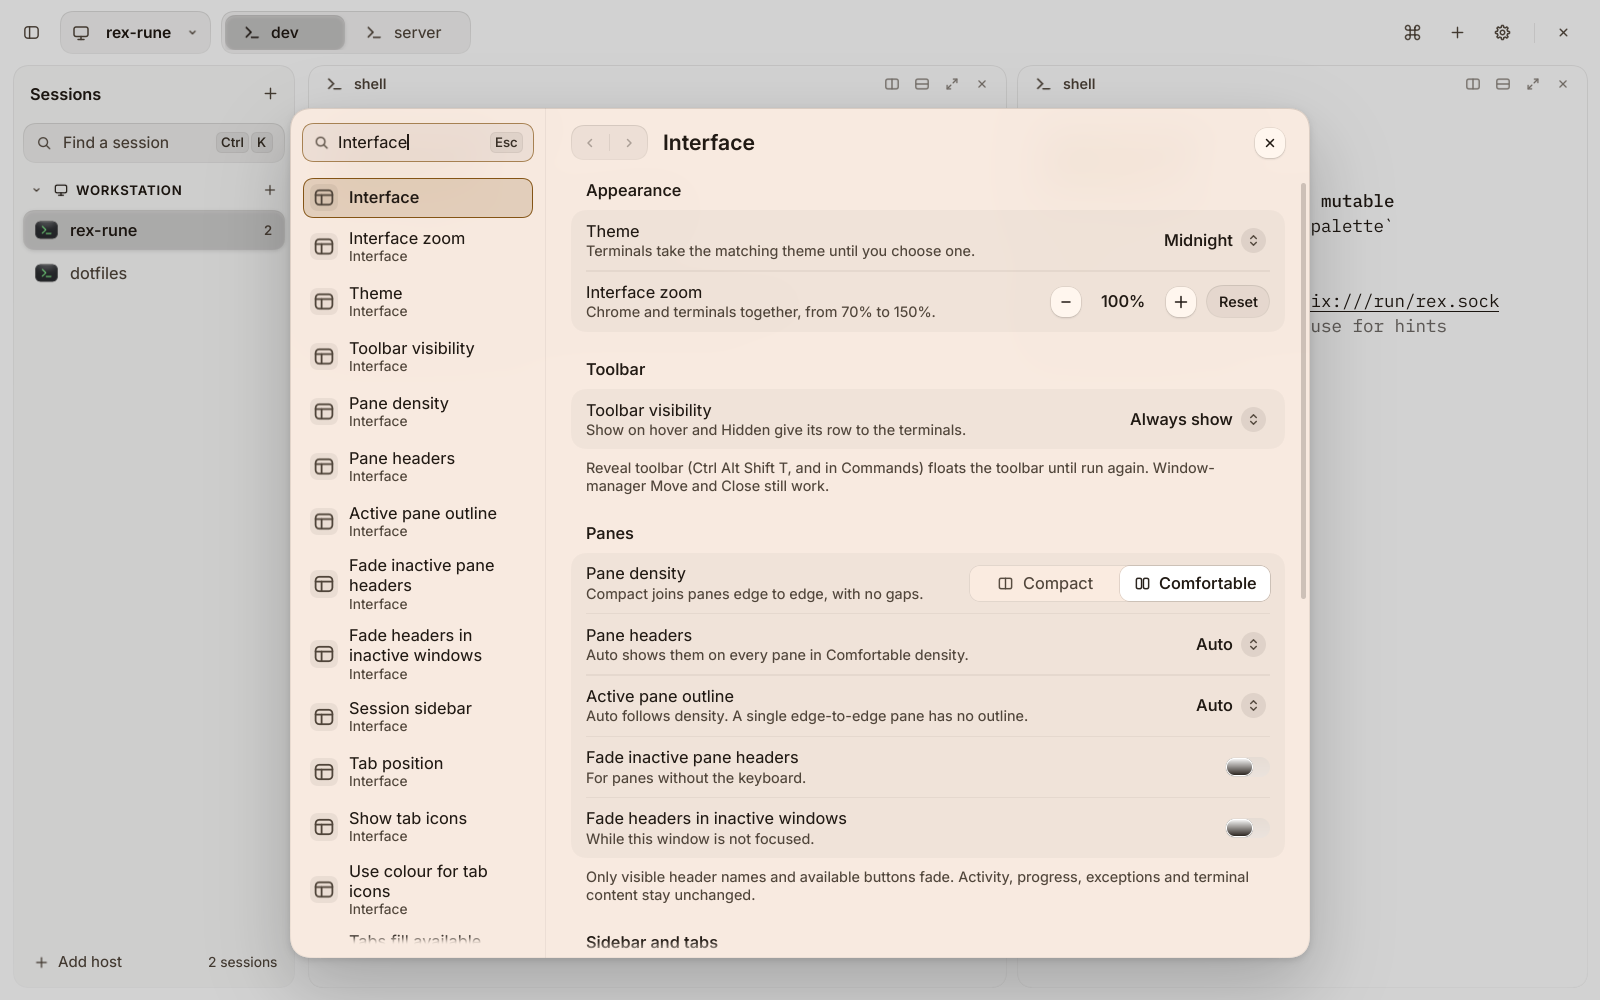 rex-rune
dev
server
Sessions
Find a session
Ctrl
K
WORKSTATION
rex-rune
2
dotfiles
Add host
2 sessions
shell
shell
mutable
palette`
ix:///run/rex.sock
use for hints
Interface
Esc
Interface
Interface zoom
Interface
Theme
Interface
Toolbar visibility
Interface
Pane density
Interface
Pane headers
Interface
Active pane outline
Interface
Fade inactive pane
headers
Interface
Fade headers in
inactive windows
Interface
Session sidebar
Interface
Tab position
Interface
Show tab icons
Interface
Use colour for tab
icons
Interface
Tabs fill available
Interface
Appearance
Theme
Terminals take the matching theme until you choose one.
Midnight
Interface zoom
Chrome and terminals together, from 70% to 150%.
100%
Reset
Toolbar
Toolbar visibility
Show on hover and Hidden give its row to the terminals.
Always show
Reveal toolbar (Ctrl Alt Shift T, and in Commands) floats the toolbar until run again. Window-
manager Move and Close still work.
Panes
Pane density
Compact joins panes edge to edge, with no gaps.
Compact
Comfortable
Pane headers
Auto shows them on every pane in Comfortable density.
Auto
Active pane outline
Auto follows density. A single edge-to-edge pane has no outline.
Auto
Fade inactive pane headers
For panes without the keyboard.
Fade headers in inactive windows
While this window is not focused.
Only visible header names and available buttons fade. Activity, progress, exceptions and terminal
content stay unchanged.
Sidebar and tabs